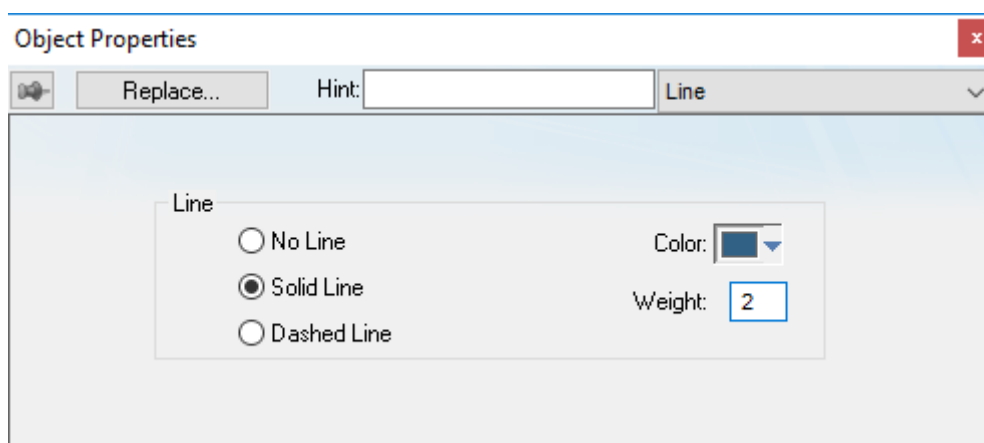 Object Properties
x
Replace... Hint: Line
Line
No Line Color:
Solid Line
Weight: 2
Dashed Line